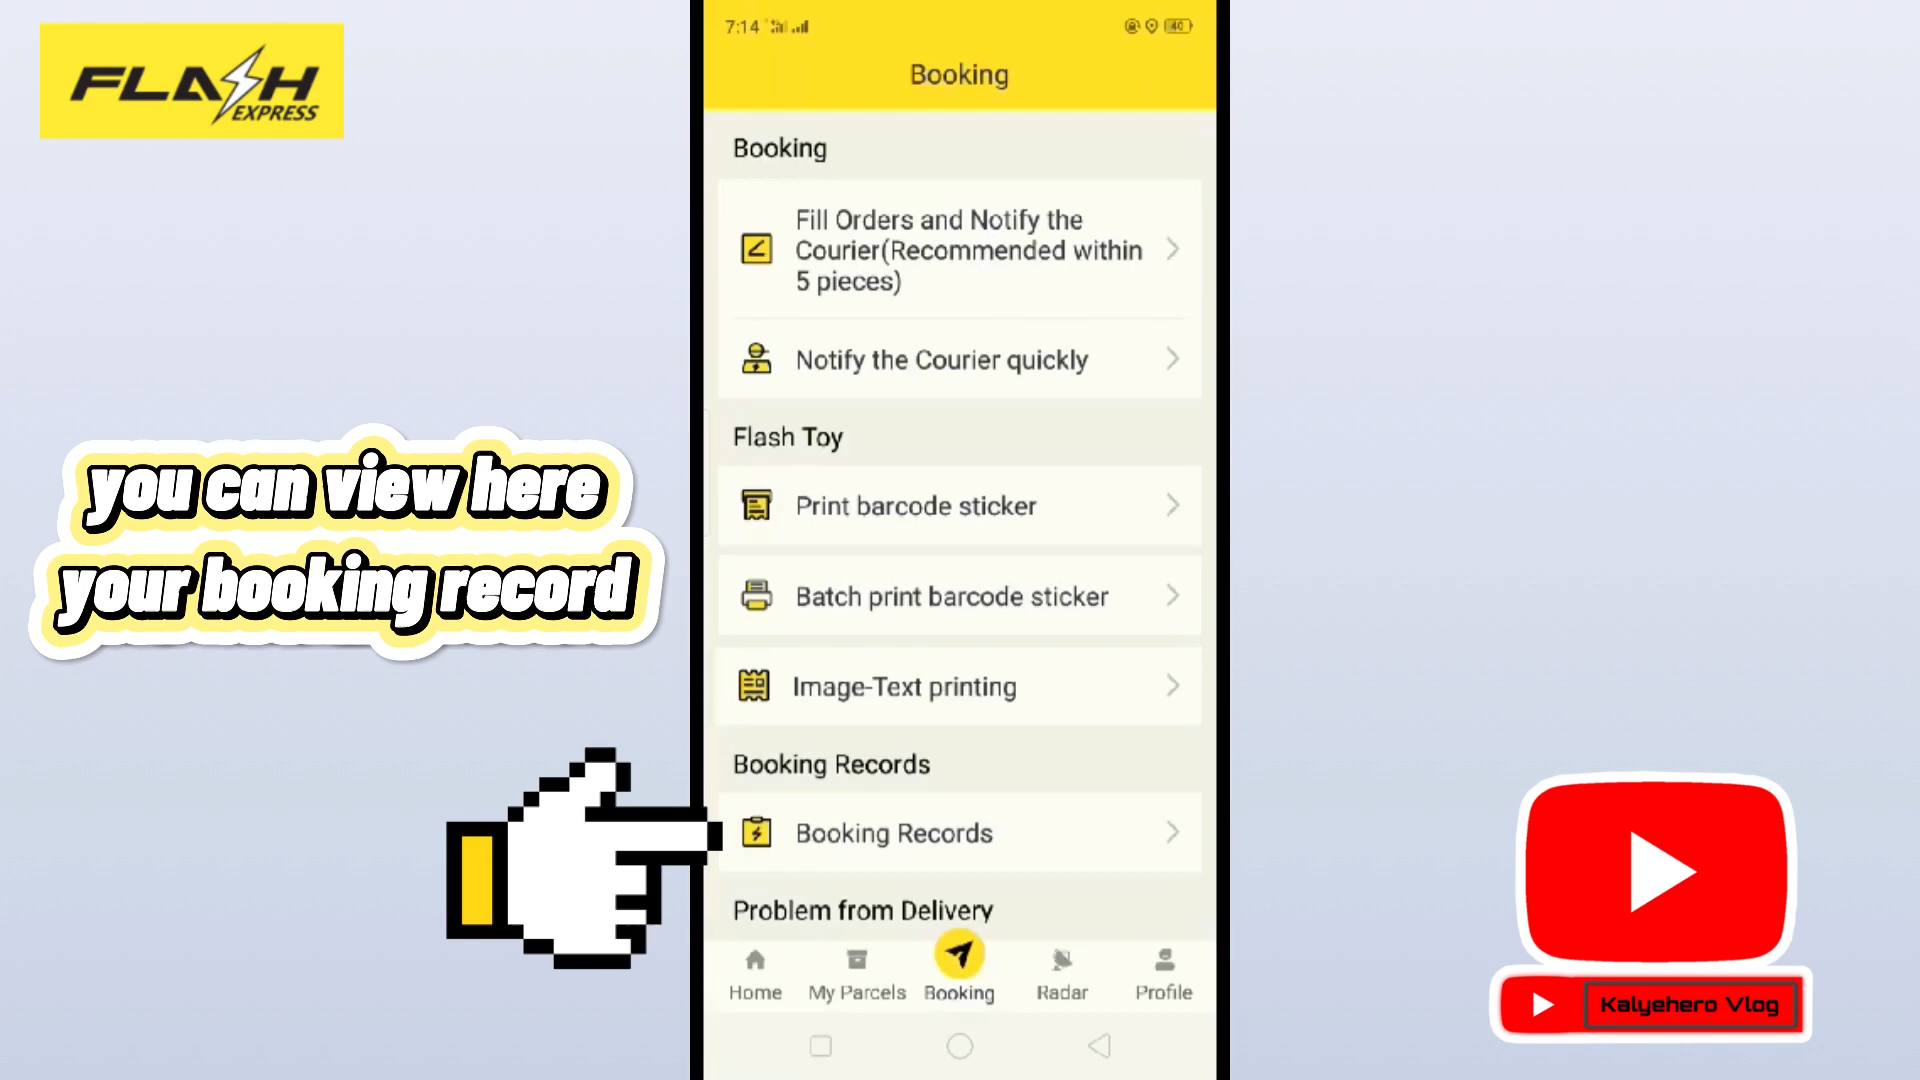 FLASH
EXPRESS
7:14
40
Booking
Booking
Fill Orders and Notify the
Courier(Recommended within
5 pieces)
Notify the Courier quickly
Flash Toy
Print barcode sticker
Batch print barcode sticker
Image-Text printing
Booking Records
Booking Records
Problem from Delivery
Home
My Parcels
Booking
Radar
Profile
you can view here
your booking record
Kalyehero Vlog